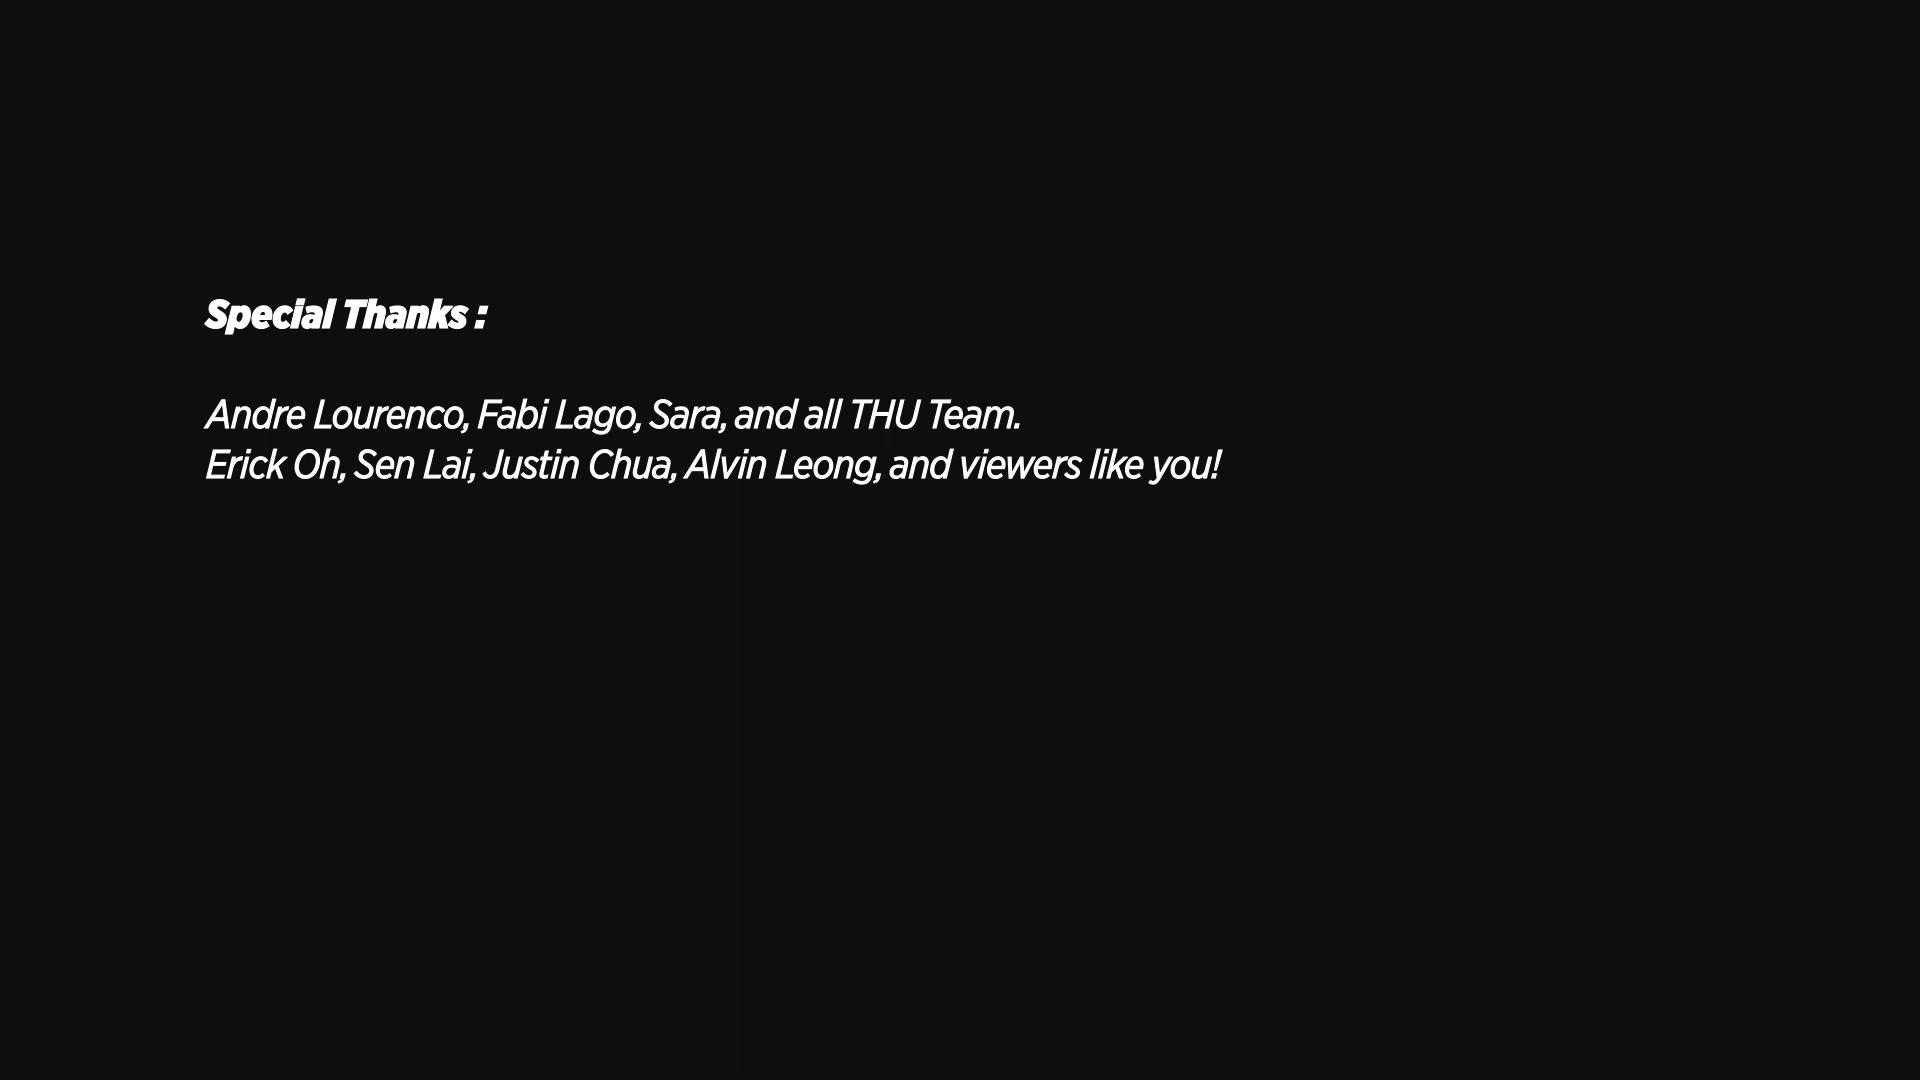 Special Thanks :
Andre Lourenco, Fabi Lago, Sara, and all THU Team.
Erick Oh, Sen Lai, Justin Chua, Alvin Leong, and viewers like you!